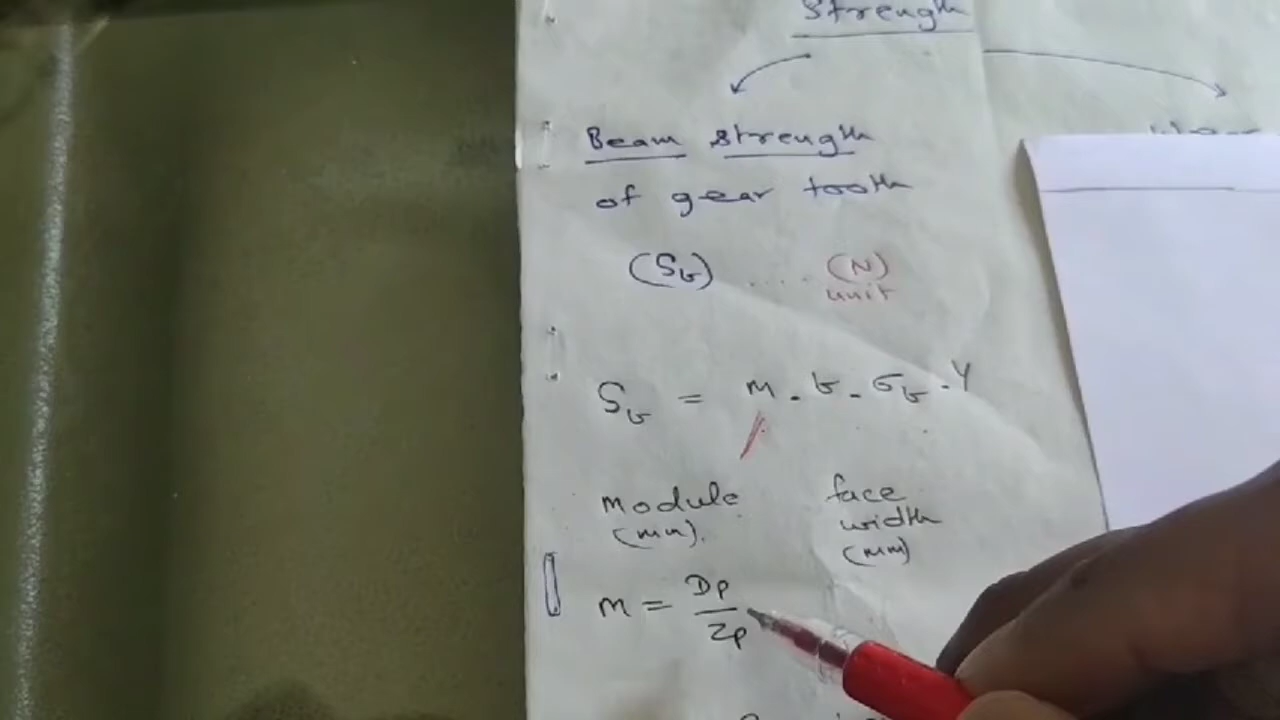 Strength
Beam strength
of gear tooth
(Sb) .... (N)
unit
Sb = m . b . σb . Y
module
(mm).
face
width
(mm)
m = Dp
Zp